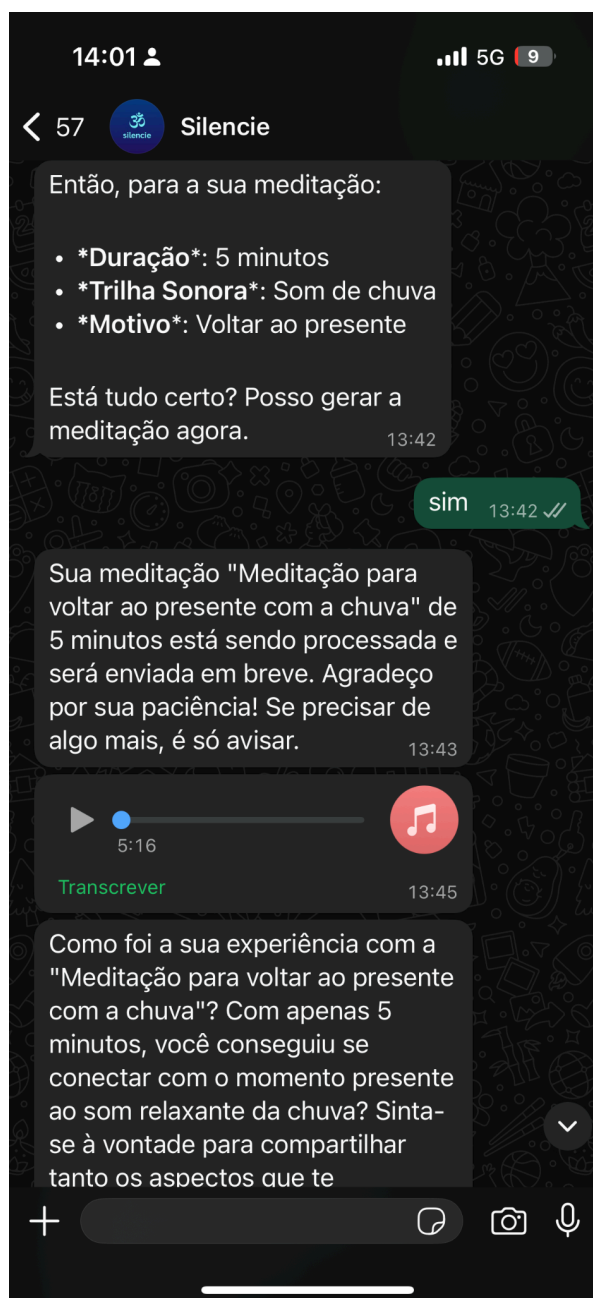 14:01
5G 9
57 silencie Silencie
Então, para a sua meditação:
• *Duração*: 5 minutos
• *Trilha Sonora*: Som de chuva
• *Motivo*: Voltar ao presente
Está tudo certo? Posso gerar a
meditação agora. 13:42
sim 13:42
Sua meditação "Meditação para
voltar ao presente com a chuva" de
5 minutos está sendo processada e
será enviada em breve. Agradeço
por sua paciência! Se precisar de
algo mais, é só avisar. 13:43
5:16
Transcrever 13:45
Como foi a sua experiência com a
"Meditação para voltar ao presente
com a chuva"? Com apenas 5
minutos, você conseguiu se
conectar com o momento presente
ao som relaxante da chuva? Sinta-
se à vontade para compartilhar
tanto os aspectos que te